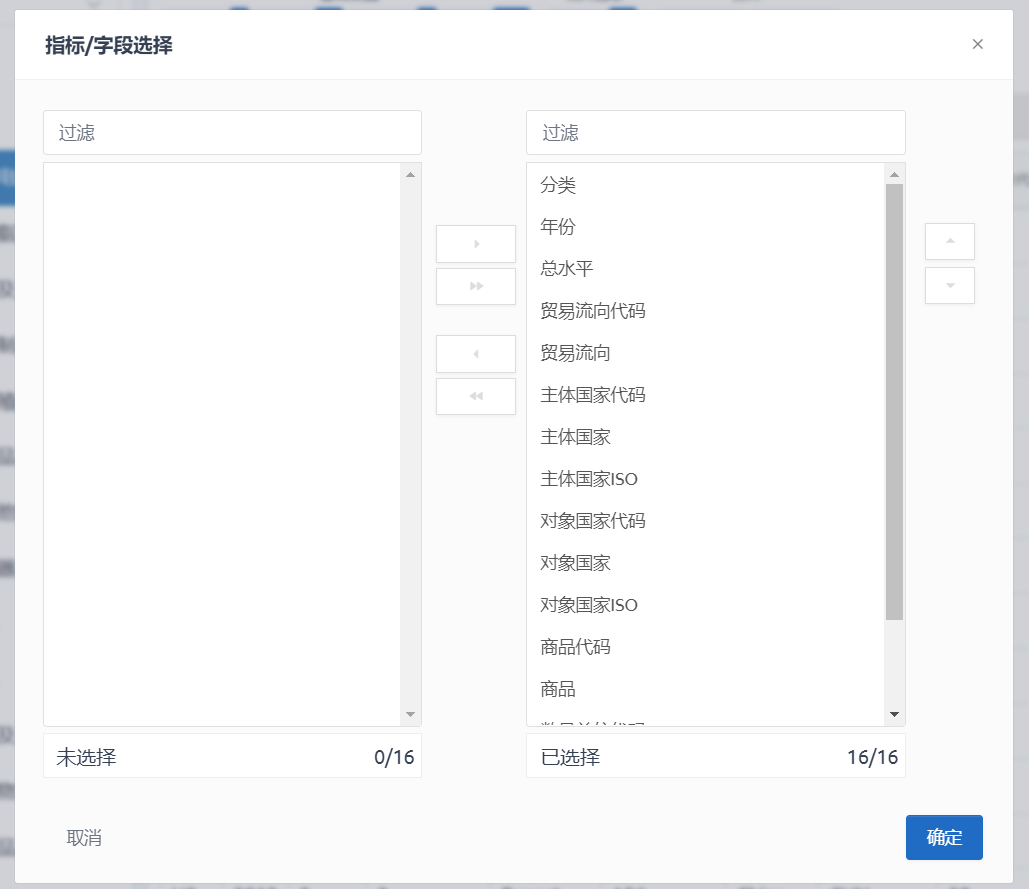 指标/字段选择
过滤
过滤
分类
年份
总水平
贸易流向代码
贸易流向
主体国家代码
主体国家
主体国家ISO
对象国家代码
对象国家
对象国家ISO
商品代码
商品
未选择 0/16
已选择 16/16
取消
确定